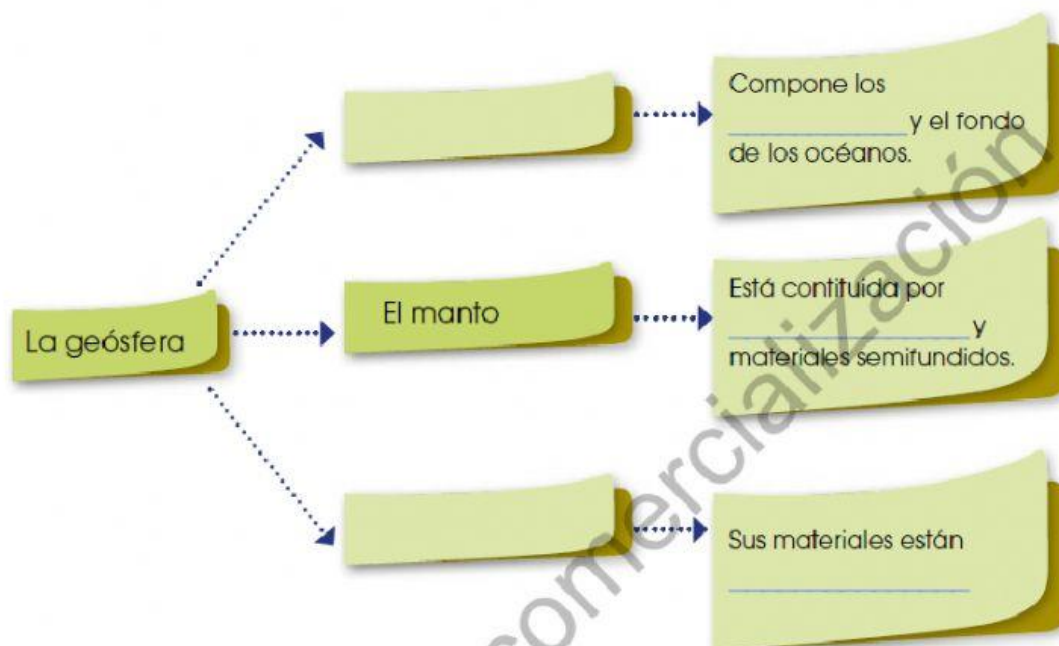 Compone los
y el fondo
de los océanos.
La geósfera
El manto
Está contituida por
y
materiales semifundidos.
Sus materiales están
comercialización